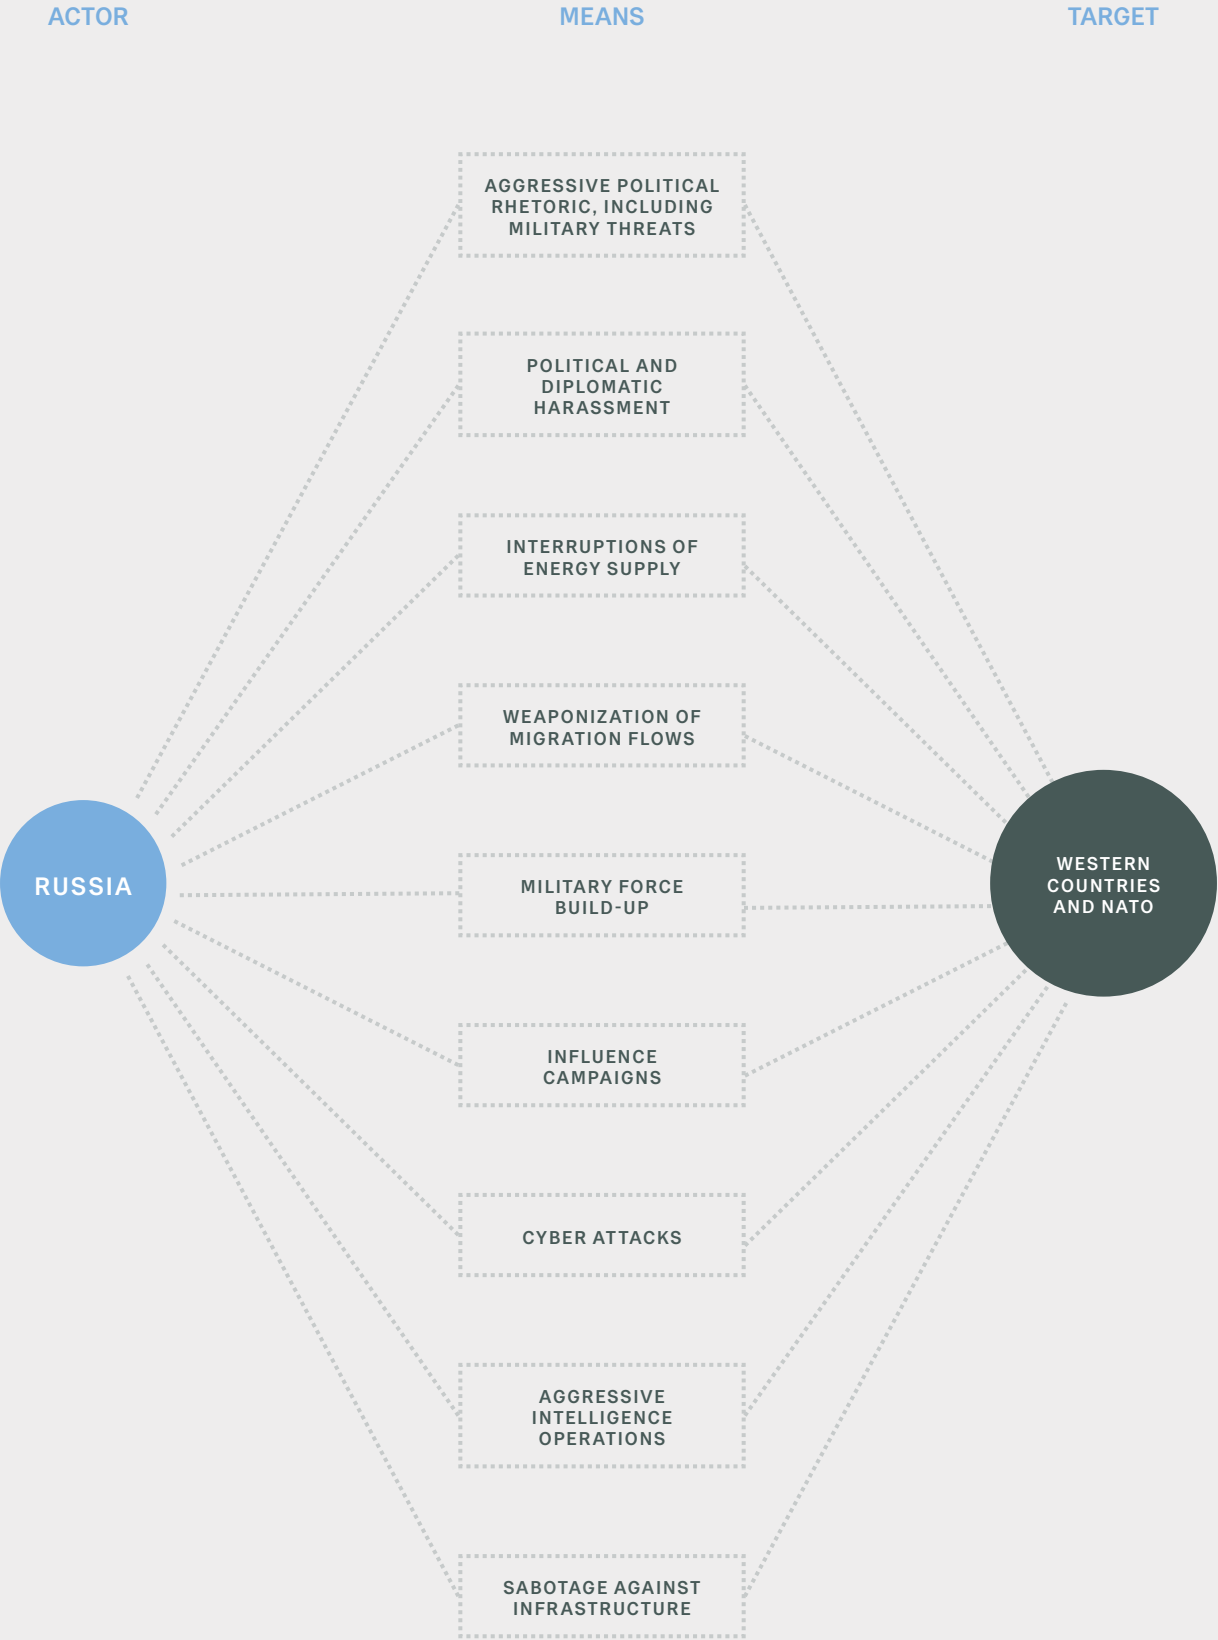 ACTOR
MEANS
TARGET
AGGRESSIVE POLITICAL
RHETORIC, INCLUDING
MILITARY THREATS
POLITICAL AND
DIPLOMATIC
HARASSMENT
INTERRUPTIONS OF
ENERGY SUPPLY
WEAPONIZATION OF
MIGRATION FLOWS
RUSSIA
MILITARY FORCE
BUILD-UP
WESTERN
COUNTRIES
AND NATO
INFLUENCE
CAMPAIGNS
CYBER ATTACKS
AGGRESSIVE
INTELLIGENCE
OPERATIONS
SABOTAGE AGAINST
INFRASTRUCTURE